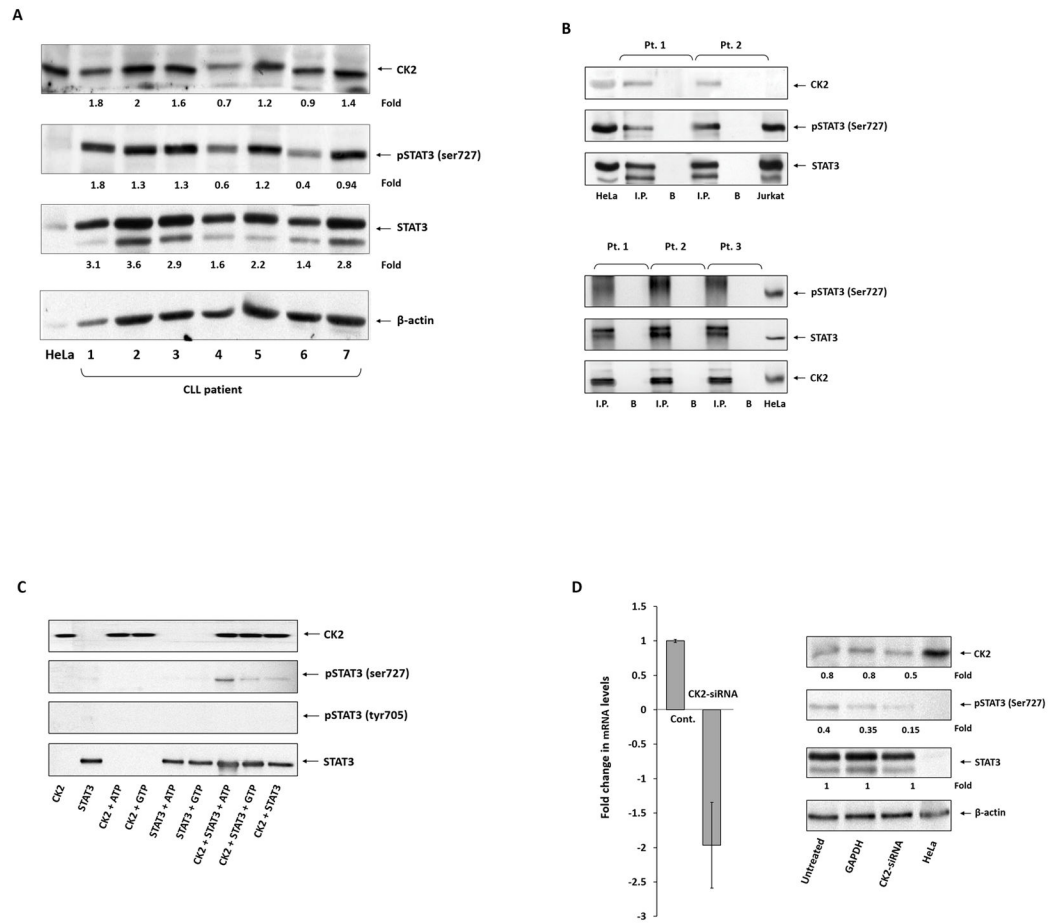 A
CK2
1.8 2 1.6 0.7 1.2 0.9 1.4 Fold
pSTAT3 (ser727)
1.8 1.3 1.3 0.6 1.2 0.4 0.94 Fold
STAT3
3.1 3.6 2.9 1.6 2.2 1.4 2.8 Fold
β-actin
HeLa 1 2 3 4 5 6 7
CLL patient
B
Pt. 1 Pt. 2
CK2
pSTAT3 (Ser727)
STAT3
HeLa I.P. B I.P. B Jurkat
Pt. 1 Pt. 2 Pt. 3
pSTAT3 (Ser727)
STAT3
CK2
I.P. B I.P. B I.P. B HeLa
C
CK2
pSTAT3 (ser727)
pSTAT3 (tyr705)
STAT3
CK2
STAT3
CK2 + ATP
CK2 + GTP
STAT3 + ATP
STAT3 + GTP
CK2 + STAT3 + ATP
CK2 + STAT3 + GTP
CK2 + STAT3
D
Fold change in mRNA levels
1.5
1
0.5
0
-0.5
-1
-1.5
-2
-2.5
-3
CK2-siRNA
Cont.
CK2
0.8 0.8 0.5 Fold
pSTAT3 (Ser727)
0.4 0.35 0.15 Fold
STAT3
1 1 1 Fold
β-actin
Untreated
GAPDH
CK2-siRNA
HeLa